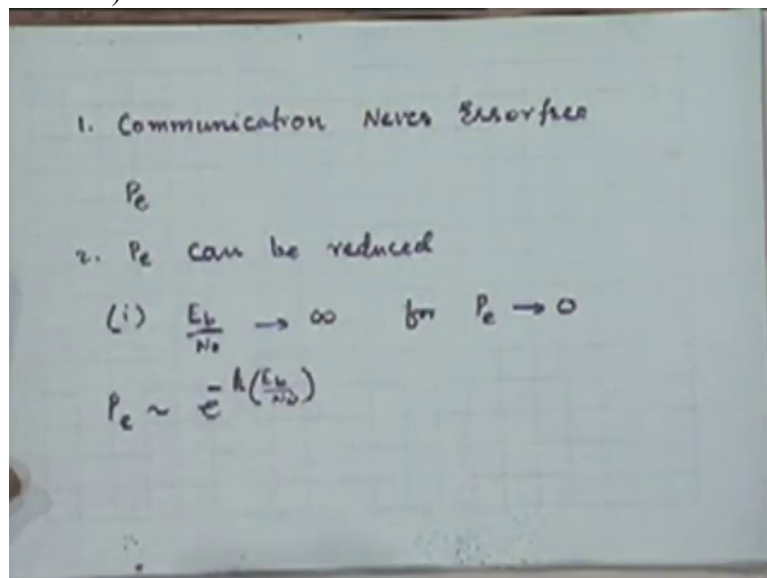 1. Communication Never Errorfree
Pe
2. Pe can be reduced
(i) Eb/N0 → ∞ for Pe → 0
Pe ~ e^-k(Eb/N0)